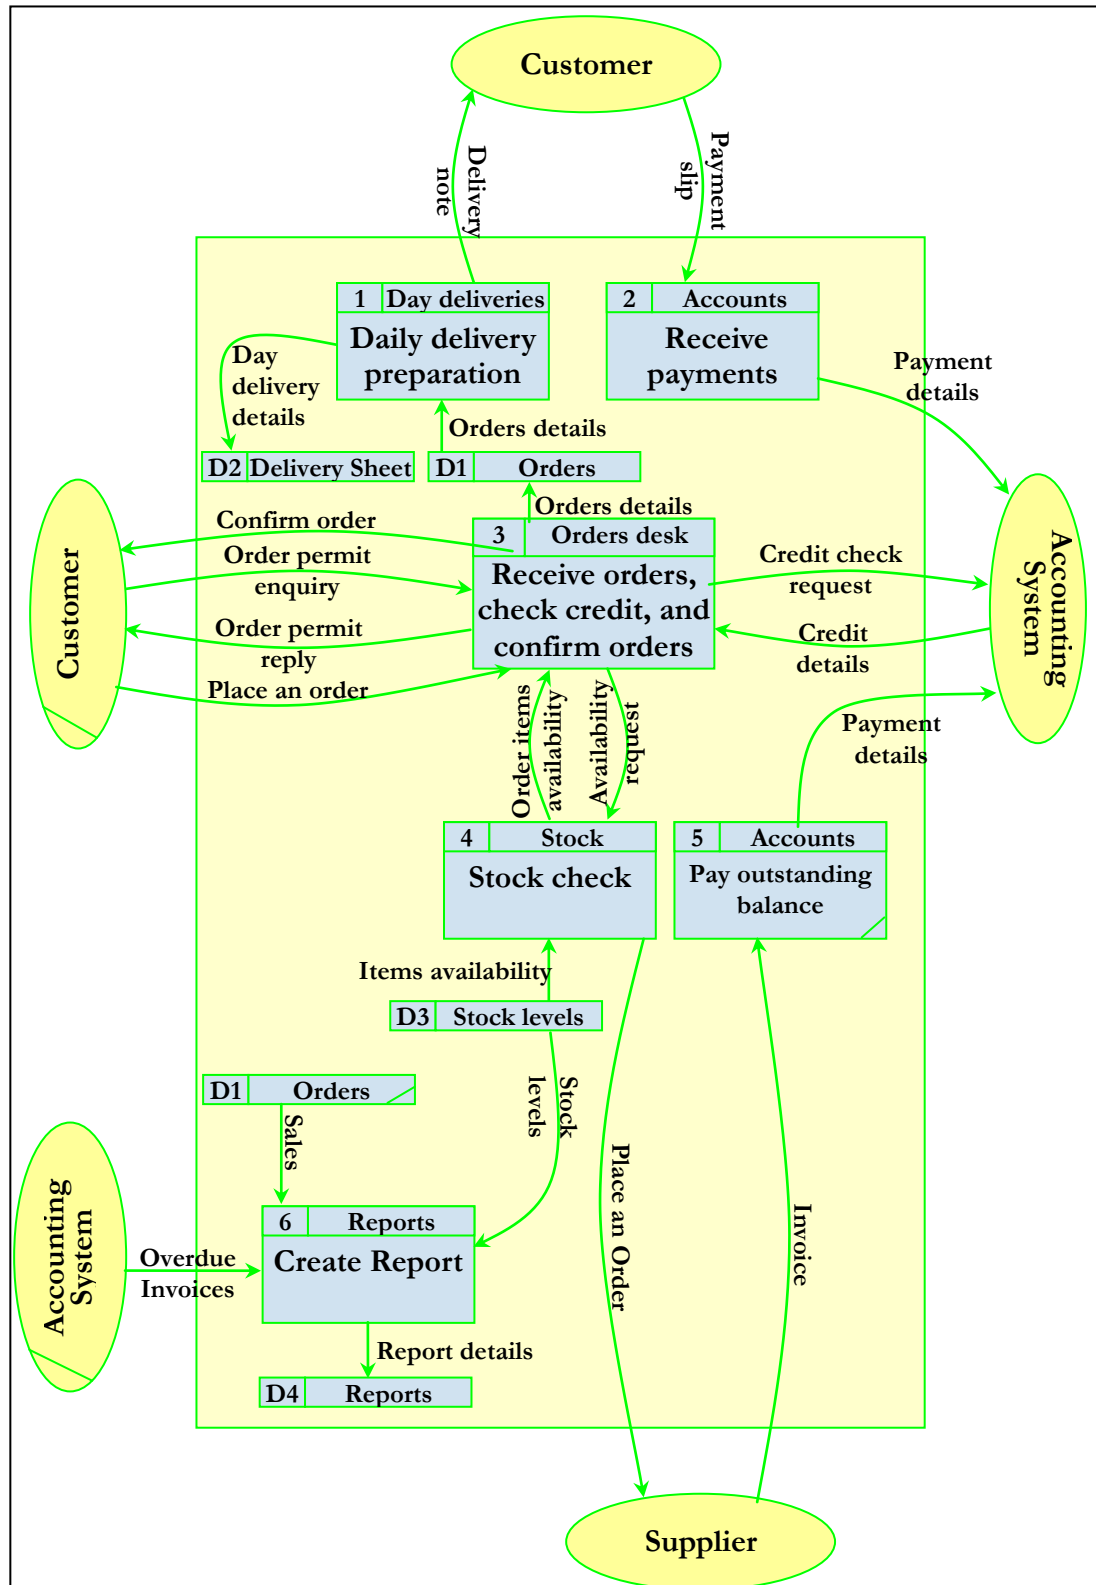 Customer
Delivery
note
Payment
slip
1 Day deliveries
Daily delivery
preparation
2 Accounts
Receive
payments
Day
delivery
details
Payment
details
Orders details
D2 Delivery Sheet
D1 Orders
Orders details
Confirm order
3 Orders desk
Receive orders,
check credit, and
confirm orders
Order permit
enquiry
Credit check
request
Customer
Accounting
System
Order permit
reply
Credit
details
Place an order
Order items
availability
Availability
request
Payment
details
4 Stock
Stock check
5 Accounts
Pay outstanding
balance
Items availability
D3 Stock levels
Stock
levels
D1 Orders
Sales
Place an Order
Invoice
Accounting
System
Overdue
Invoices
6 Reports
Create Report
Report details
D4 Reports
Supplier